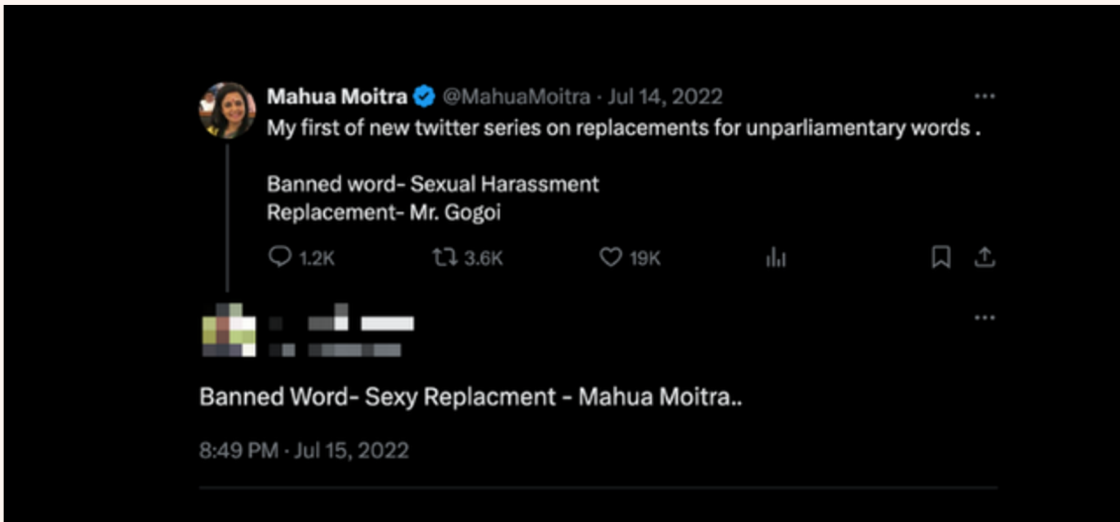 Mahua Moitra @MahuaMoitra · Jul 14, 2022
My first of new twitter series on replacements for unparliamentary words .
Banned word- Sexual Harassment
Replacement- Mr. Gogoi
1.2K 3.6K 19K
Banned Word- Sexy Replacment - Mahua Moitra..
8:49 PM · Jul 15, 2022